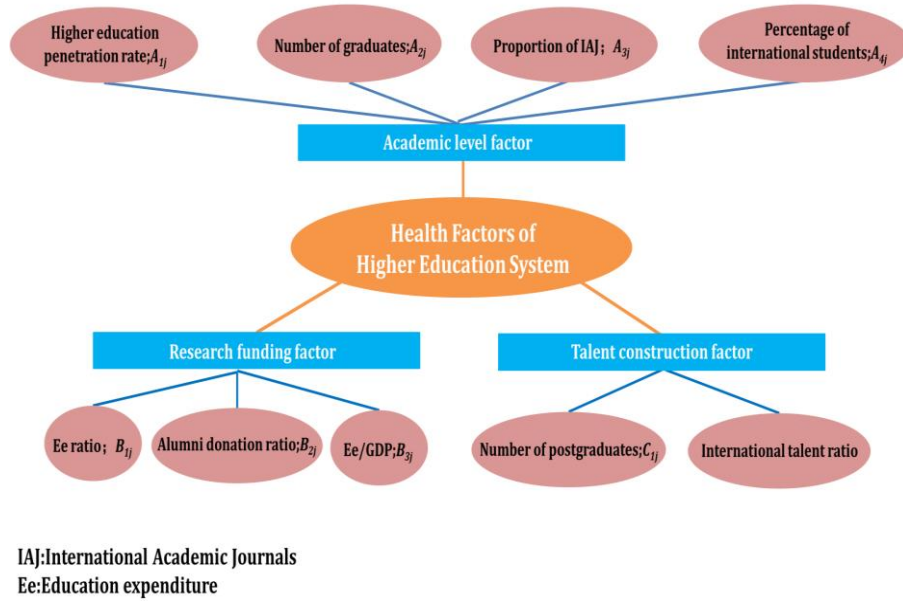 Higher education
penetration rate;A1j
Number of graduates;A2j
Proportion of IAJ； A3j
Percentage of
international students;A4j
Academic level factor
Health Factors of
Higher Education System
Research funding factor
Talent construction factor
Ee ratio； B1j
Alumni donation ratio;B2j
Ee/GDP;B3j
Number of postgraduates;C1j
International talent ratio
IAJ:International Academic Journals
Ee:Education expenditure